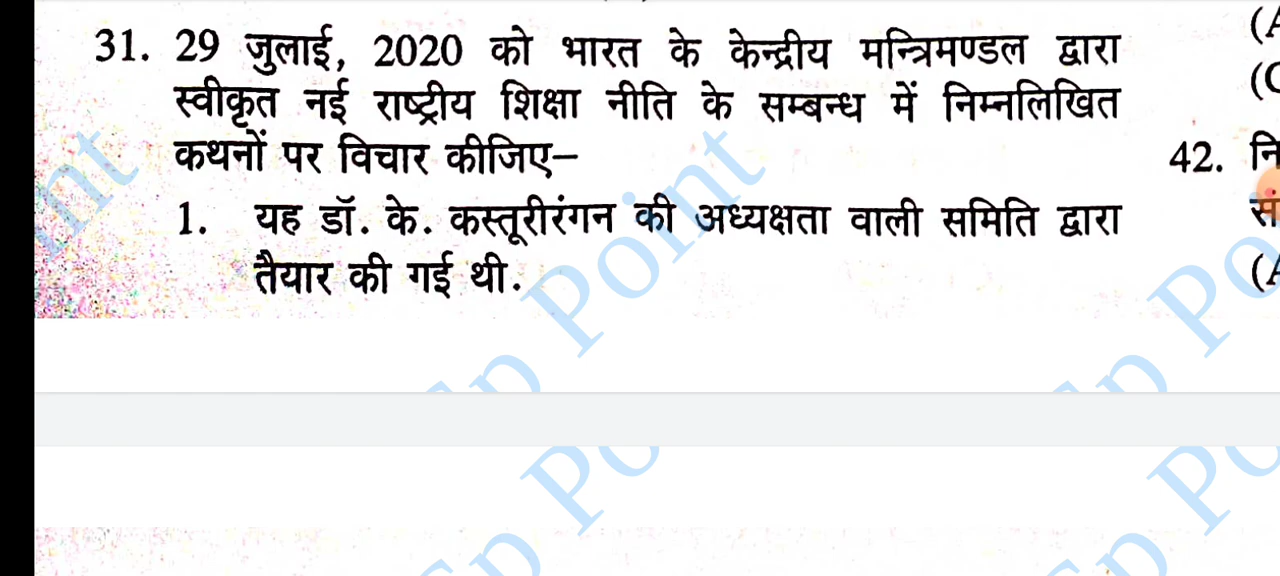 31. 29 जुलाई, 2020 को भारत के केन्द्रीय मन्त्रिमण्डल द्वारा
स्वीकृत नई राष्ट्रीय शिक्षा नीति के सम्बन्ध में निम्नलिखित
कथनों पर विचार कीजिए–
1. यह डॉ. के. कस्तूरीरंगन की अध्यक्षता वाली समिति द्वारा
तैयार की गई थी.
42.
Point